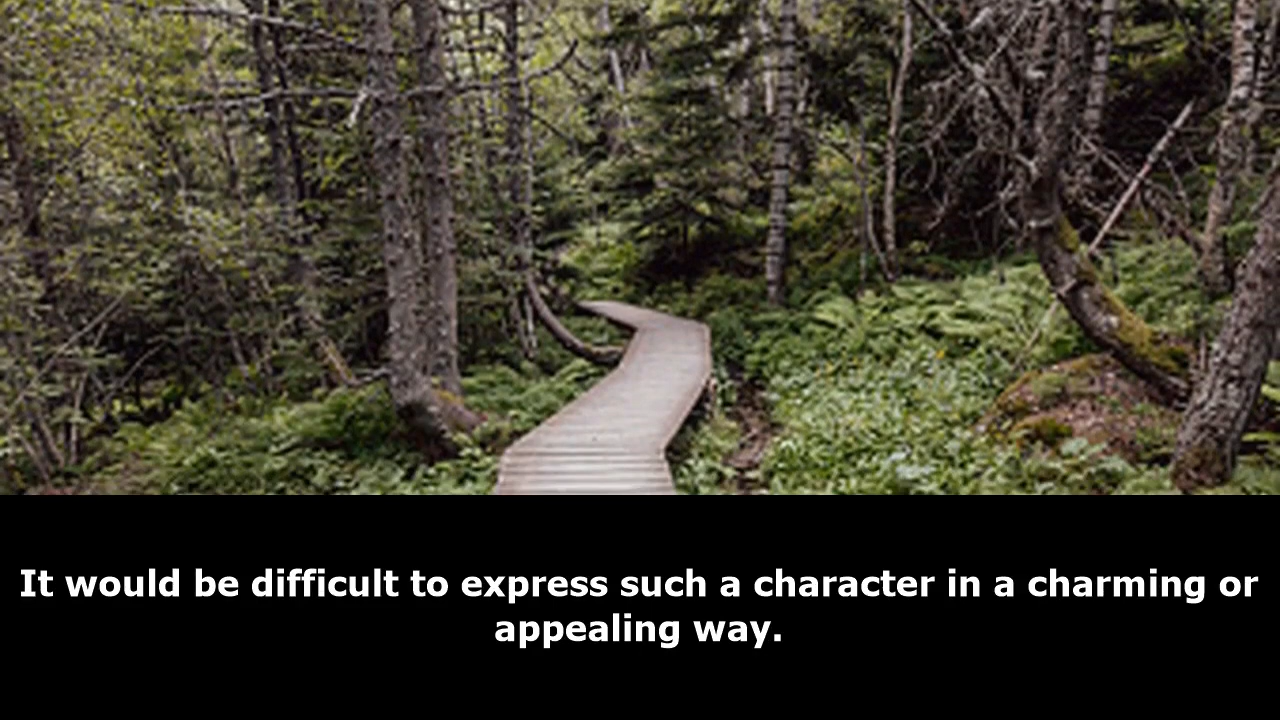 It would be difficult to express such a character in a charming or
appealing way.